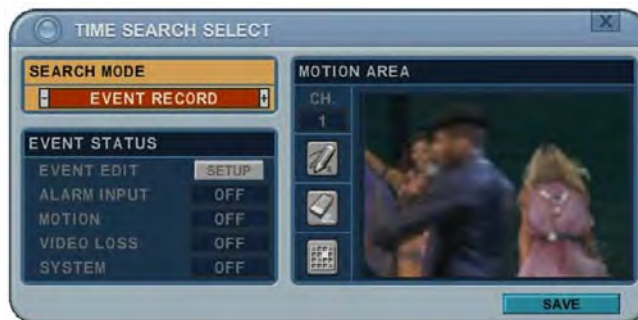 TIME SEARCH SELECT
X
SEARCH MODE
- EVENT RECORD +
EVENT STATUS
EVENT EDIT SETUP
ALARM INPUT OFF
MOTION OFF
VIDEO LOSS OFF
SYSTEM OFF
MOTION AREA
CH.
1
SAVE